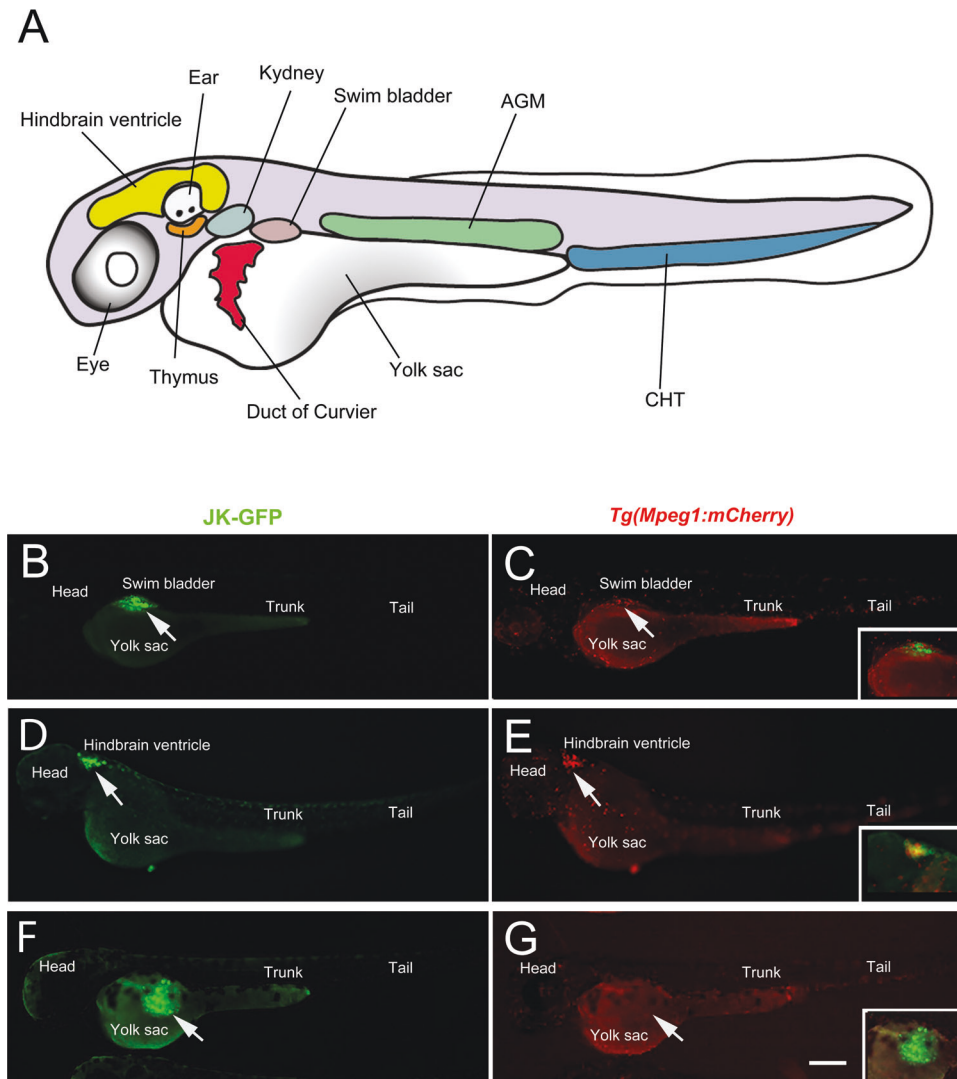 A
Ear
Kydney
Swim bladder
AGM
Hindbrain ventricle
Eye
Thymus
Duct of Curvier
Yolk sac
CHT
JK-GFP
Tg(Mpeg1:mCherry)
B
Head
Swim bladder
Trunk
Tail
Yolk sac
C
Head
Swim bladder
Trunk
Tail
Yolk sac
D
Hindbrain ventricle
Head
Trunk
Tail
Yolk sac
E
Hindbrain ventricle
Head
Trunk
Tail
Yolk sac
F
Head
Trunk
Tail
Yolk sac
G
Head
Trunk
Tail
Yolk sac